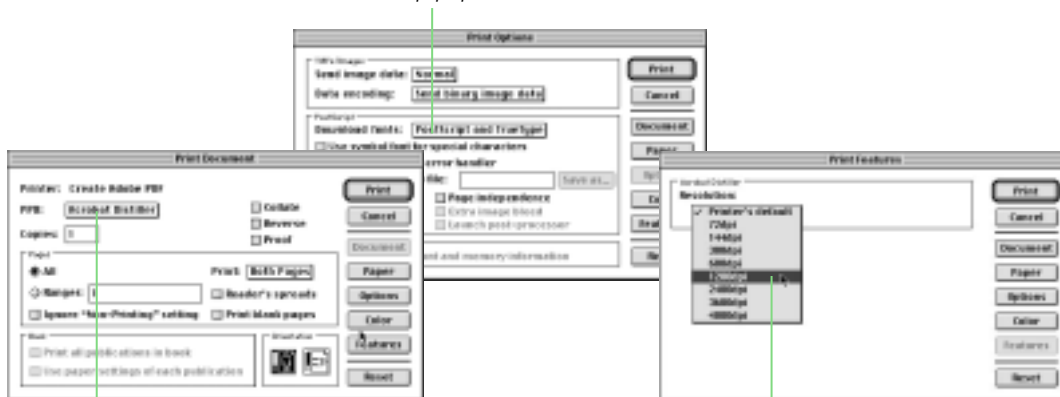 Print Options
Send image data: Normal
Data encoding: Send binary image data
PostScript
Download fonts: PostScript and TrueType
Use symbol font for special characters
error handler
file:
Save as...
Page independence
Extra image bleed
Launch post-processor
and memory information
Print
Cancel
Document
Paper
Print Document
Printer: Create Adobe PDF
PPD: Acrobat Distiller
Copies:
Collate
Reverse
Proof
Pages
All
Print: Both Pages
Ranges:
Reader's spreads
Ignore "Non-Printing" setting
Print blank pages
Book
Print all publications in book
Use paper settings of each publication
Orientation
Print
Cancel
Document
Paper
Options
Color
Features
Reset
Print Features
Acrobat Distiller
Resolution:
Printer's default
72dpi
144dpi
300dpi
600dpi
1200dpi
2400dpi
3600dpi
4000dpi
Print
Cancel
Document
Paper
Options
Color
Features
Reset